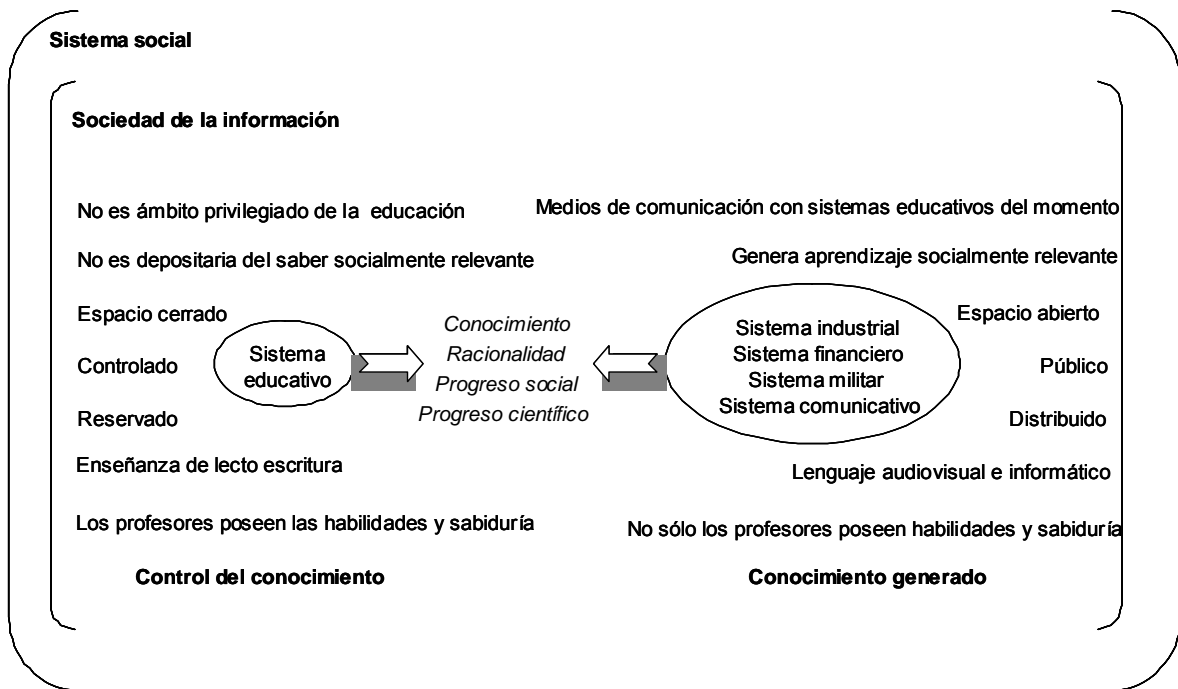 Sistema social
Sociedad de la información
No es ámbito privilegiado de la educación
Medios de comunicación con sistemas educativos del momento
No es depositaria del saber socialmente relevante
Genera aprendizaje socialmente relevante
Espacio cerrado
Controlado
Reservado
Sistema
educativo
Conocimiento
Racionalidad
Progreso social
Progreso científico
Sistema industrial
Sistema financiero
Sistema militar
Sistema comunicativo
Espacio abierto
Público
Distribuido
Enseñanza de lecto escritura
Lenguaje audiovisual e informático
Los profesores poseen las habilidades y sabiduría
No sólo los profesores poseen habilidades y sabiduría
Control del conocimiento
Conocimiento generado